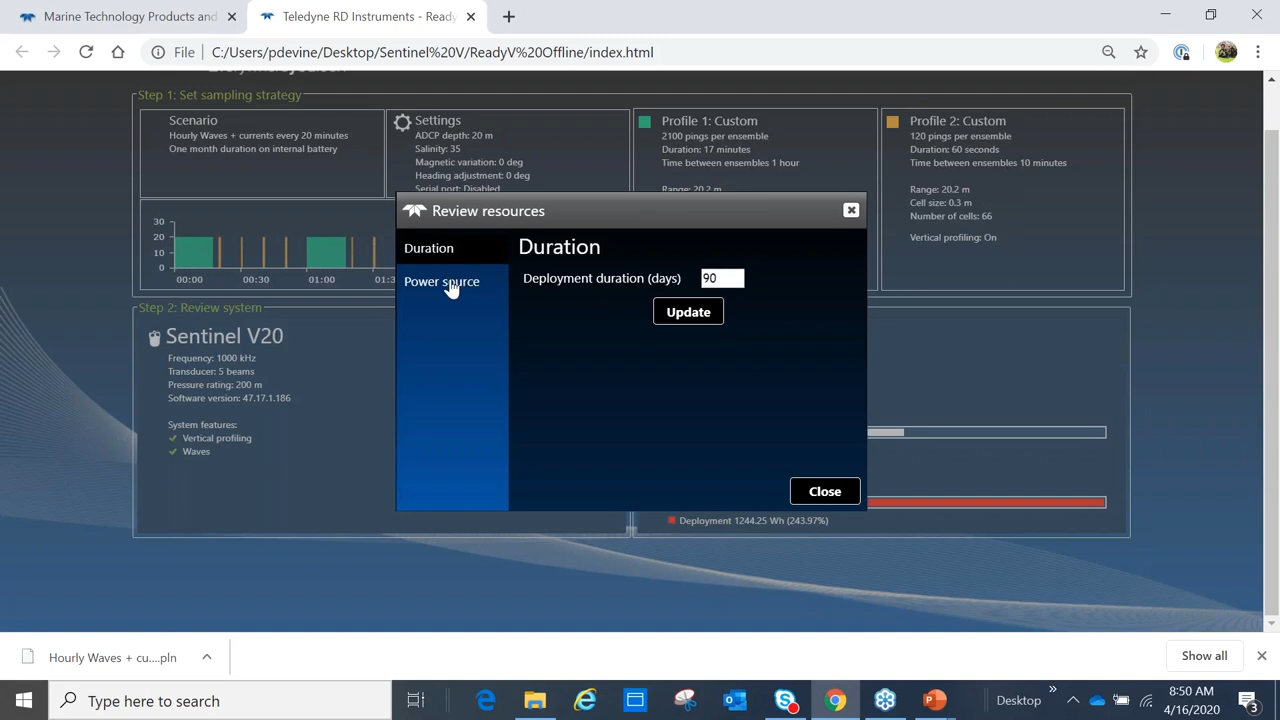 Marine Technology Products and
Teledyne RD Instruments - Ready
File
C:/Users/pdevine/Desktop/Sentinel%20V/ReadyV%20Offline/index.html
Step 1: Set sampling strategy
Scenario
Hourly Waves + currents every 20 minutes
One month duration on internal battery
Settings
ADCP depth: 20 m
Salinity: 35
Magnetic variation: 0 deg
Heading adjustment: 0 deg
Serial port: Disabled
Profile 1: Custom
2100 pings per ensemble
Duration: 17 minutes
Time between ensembles 1 hour
Range: 20.2 m
Profile 2: Custom
120 pings per ensemble
Duration: 60 seconds
Time between ensembles 10 minutes
Range: 20.2 m
Cell size: 0.3 m
Number of cells: 66
Vertical profiling: On
30
20
10
0
00:00
00:30
01:00
01:3
Review resources
Duration
Power source
Duration
Deployment duration (days)
90
Update
Close
Step 2: Review system
Sentinel V20
Frequency: 1000 kHz
Transducer: 5 beams
Pressure rating: 200 m
Software version: 47.17.1.186
System features:
Vertical profiling
Waves
Deployment 1244.25 Wh (243.97%)
Hourly Waves + cu....pln
Show all
Type here to search
Desktop
8:50 AM
4/16/2020
3